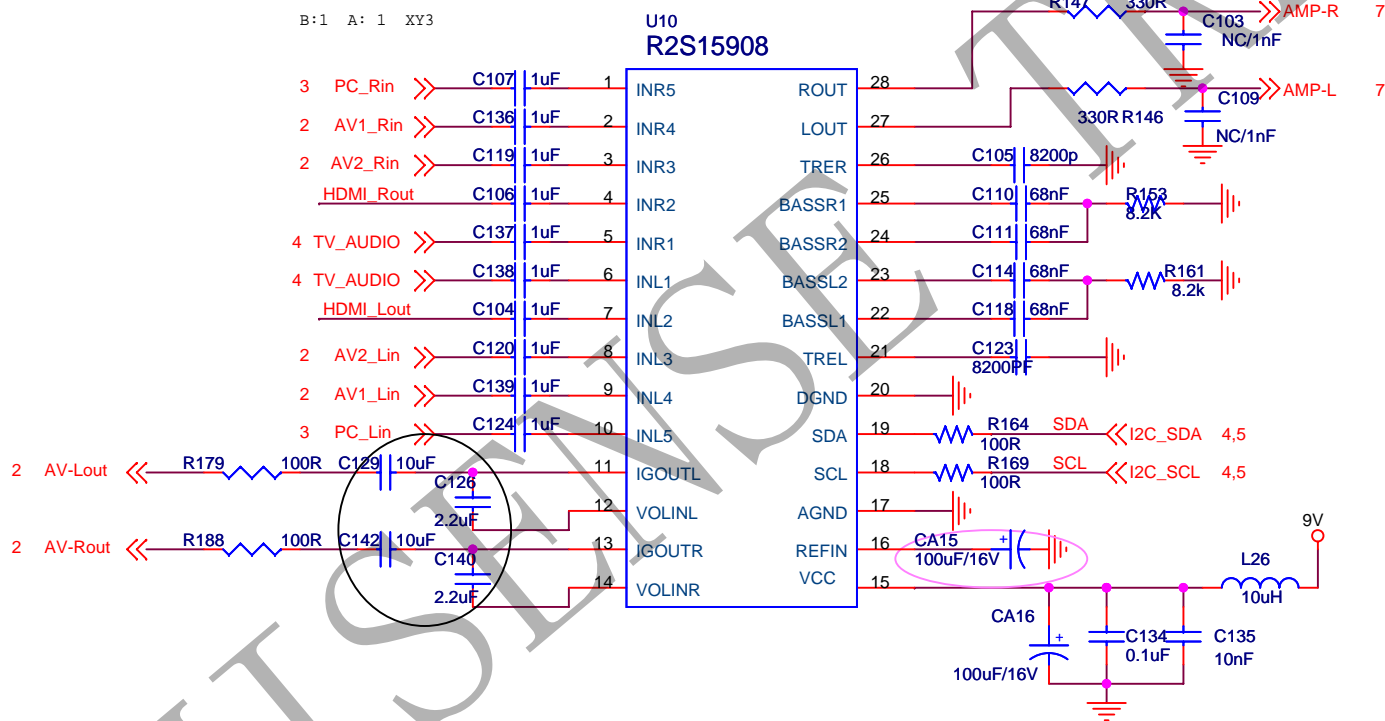 B:1 A: 1 XY3
U10
R2S15908
R147 330R
C103
NC/1nF
AMP-R 7
3 PC_Rin C107 1uF 1 INR5 ROUT 28
C109
NC/1nF
AMP-L 7
330R R146
2 AV1_Rin C136 1uF 2 INR4 LOUT 27
2 AV2_Rin C119 1uF 3 INR3 TRER 26 C105 8200p
HDMI_Rout C106 1uF 4 INR2 BASSR1 25 C110 68nF R153
8.2K
4 TV_AUDIO C137 1uF 5 INR1 BASSR2 24 C111 68nF
4 TV_AUDIO C138 1uF 6 INL1 BASSL2 23 C114 68nF R161
8.2k
HDMI_Lout C104 1uF 7 INL2 BASSL1 22 C118 68nF
2 AV2_Lin C120 1uF 8 INL3 TREL 21 C123
8200PF
2 AV1_Lin C139 1uF 9 INL4 DGND 20
3 PC_Lin C124 1uF 10 INL5 SDA 19 R164 SDA I2C_SDA 4,5
100R
2 AV-Lout R179 100R C129 10uF 11 IGOUTL SCL 18 R169 SCL I2C_SCL 4,5
100R
C126
2.2uF
12 VOLINL AGND 17
2 AV-Rout R188 100R C142 10uF 13 IGOUTR REFIN 16 CA15 +
100uF/16V
9V
C140
2.2uF
14 VOLINR VCC 15 L26
10uH
CA16
+
100uF/16V
C134
0.1uF
C135
10nF